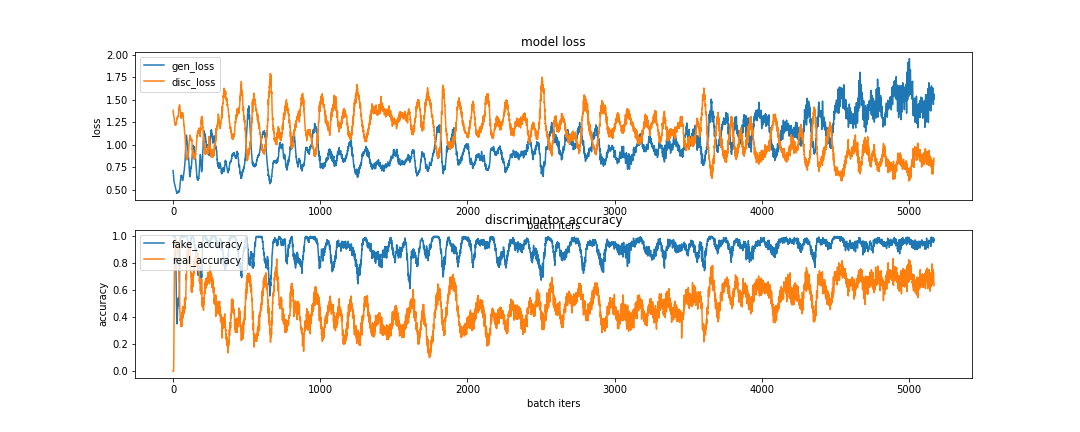 model loss
2.00
1.75
1.50
1.25
1.00
0.75
0.50
loss
gen_loss
disc_loss
0 1000 2000 3000 4000 5000
batch iters
discriminator accuracy
1.0
0.8
0.6
0.4
0.2
0.0
accuracy
fake_accuracy
real_accuracy
0 1000 2000 3000 4000 5000
batch iters